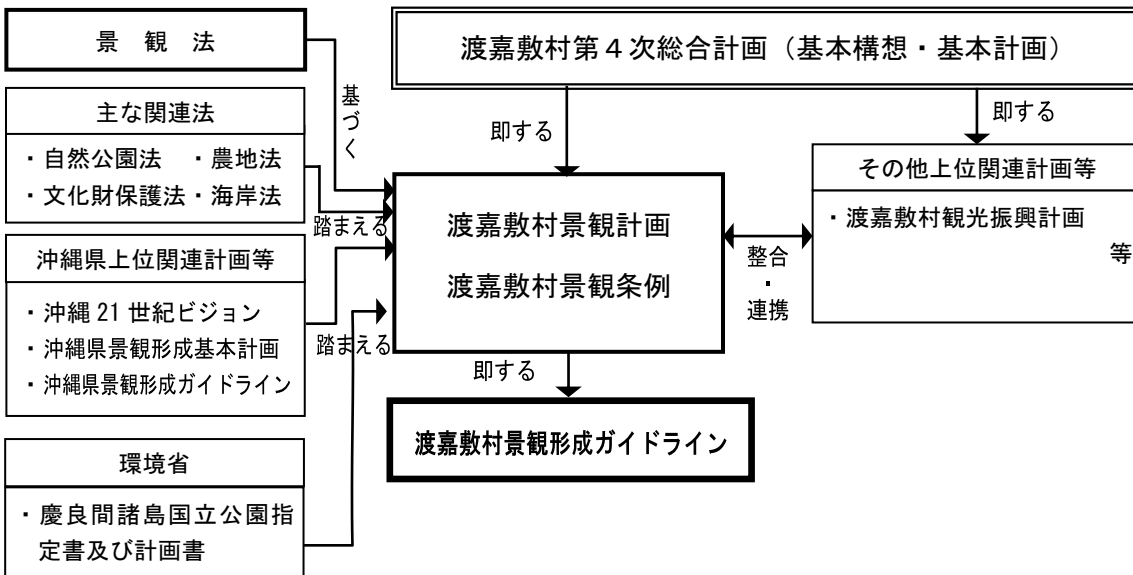 景 観 法
渡嘉敷村第４次総合計画（基本構想・基本計画）
基づく
即する
即する
主な関連法
・自然公園法 ・農地法
・文化財保護法・海岸法
踏まえる
その他上位関連計画等
・渡嘉敷村観光振興計画
等
渡嘉敷村景観計画
渡嘉敷村景観条例
整合
・
連携
沖縄県上位関連計画等
・沖縄 21 世紀ビジョン
・沖縄県景観形成基本計画
・沖縄県景観形成ガイドライン
踏まえる
即する
渡嘉敷村景観形成ガイドライン
環境省
・慶良間諸島国立公園指
定書及び計画書